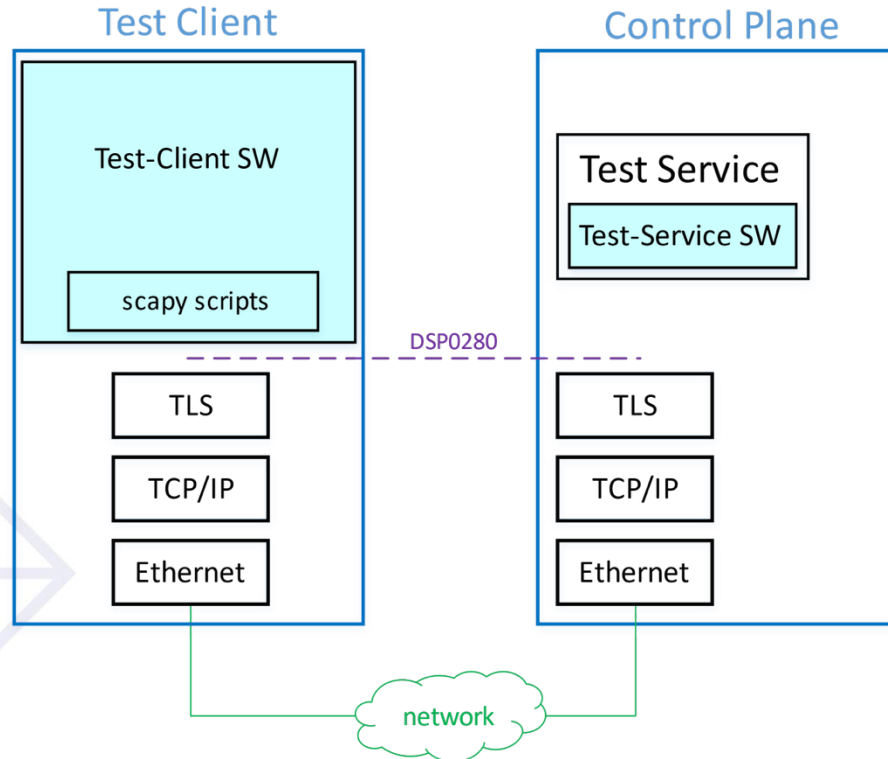 Test Client
Control Plane
Test-Client SW
scapy scripts
Test Service
Test-Service SW
DSP0280
TLS
TLS
TCP/IP
TCP/IP
Ethernet
Ethernet
network